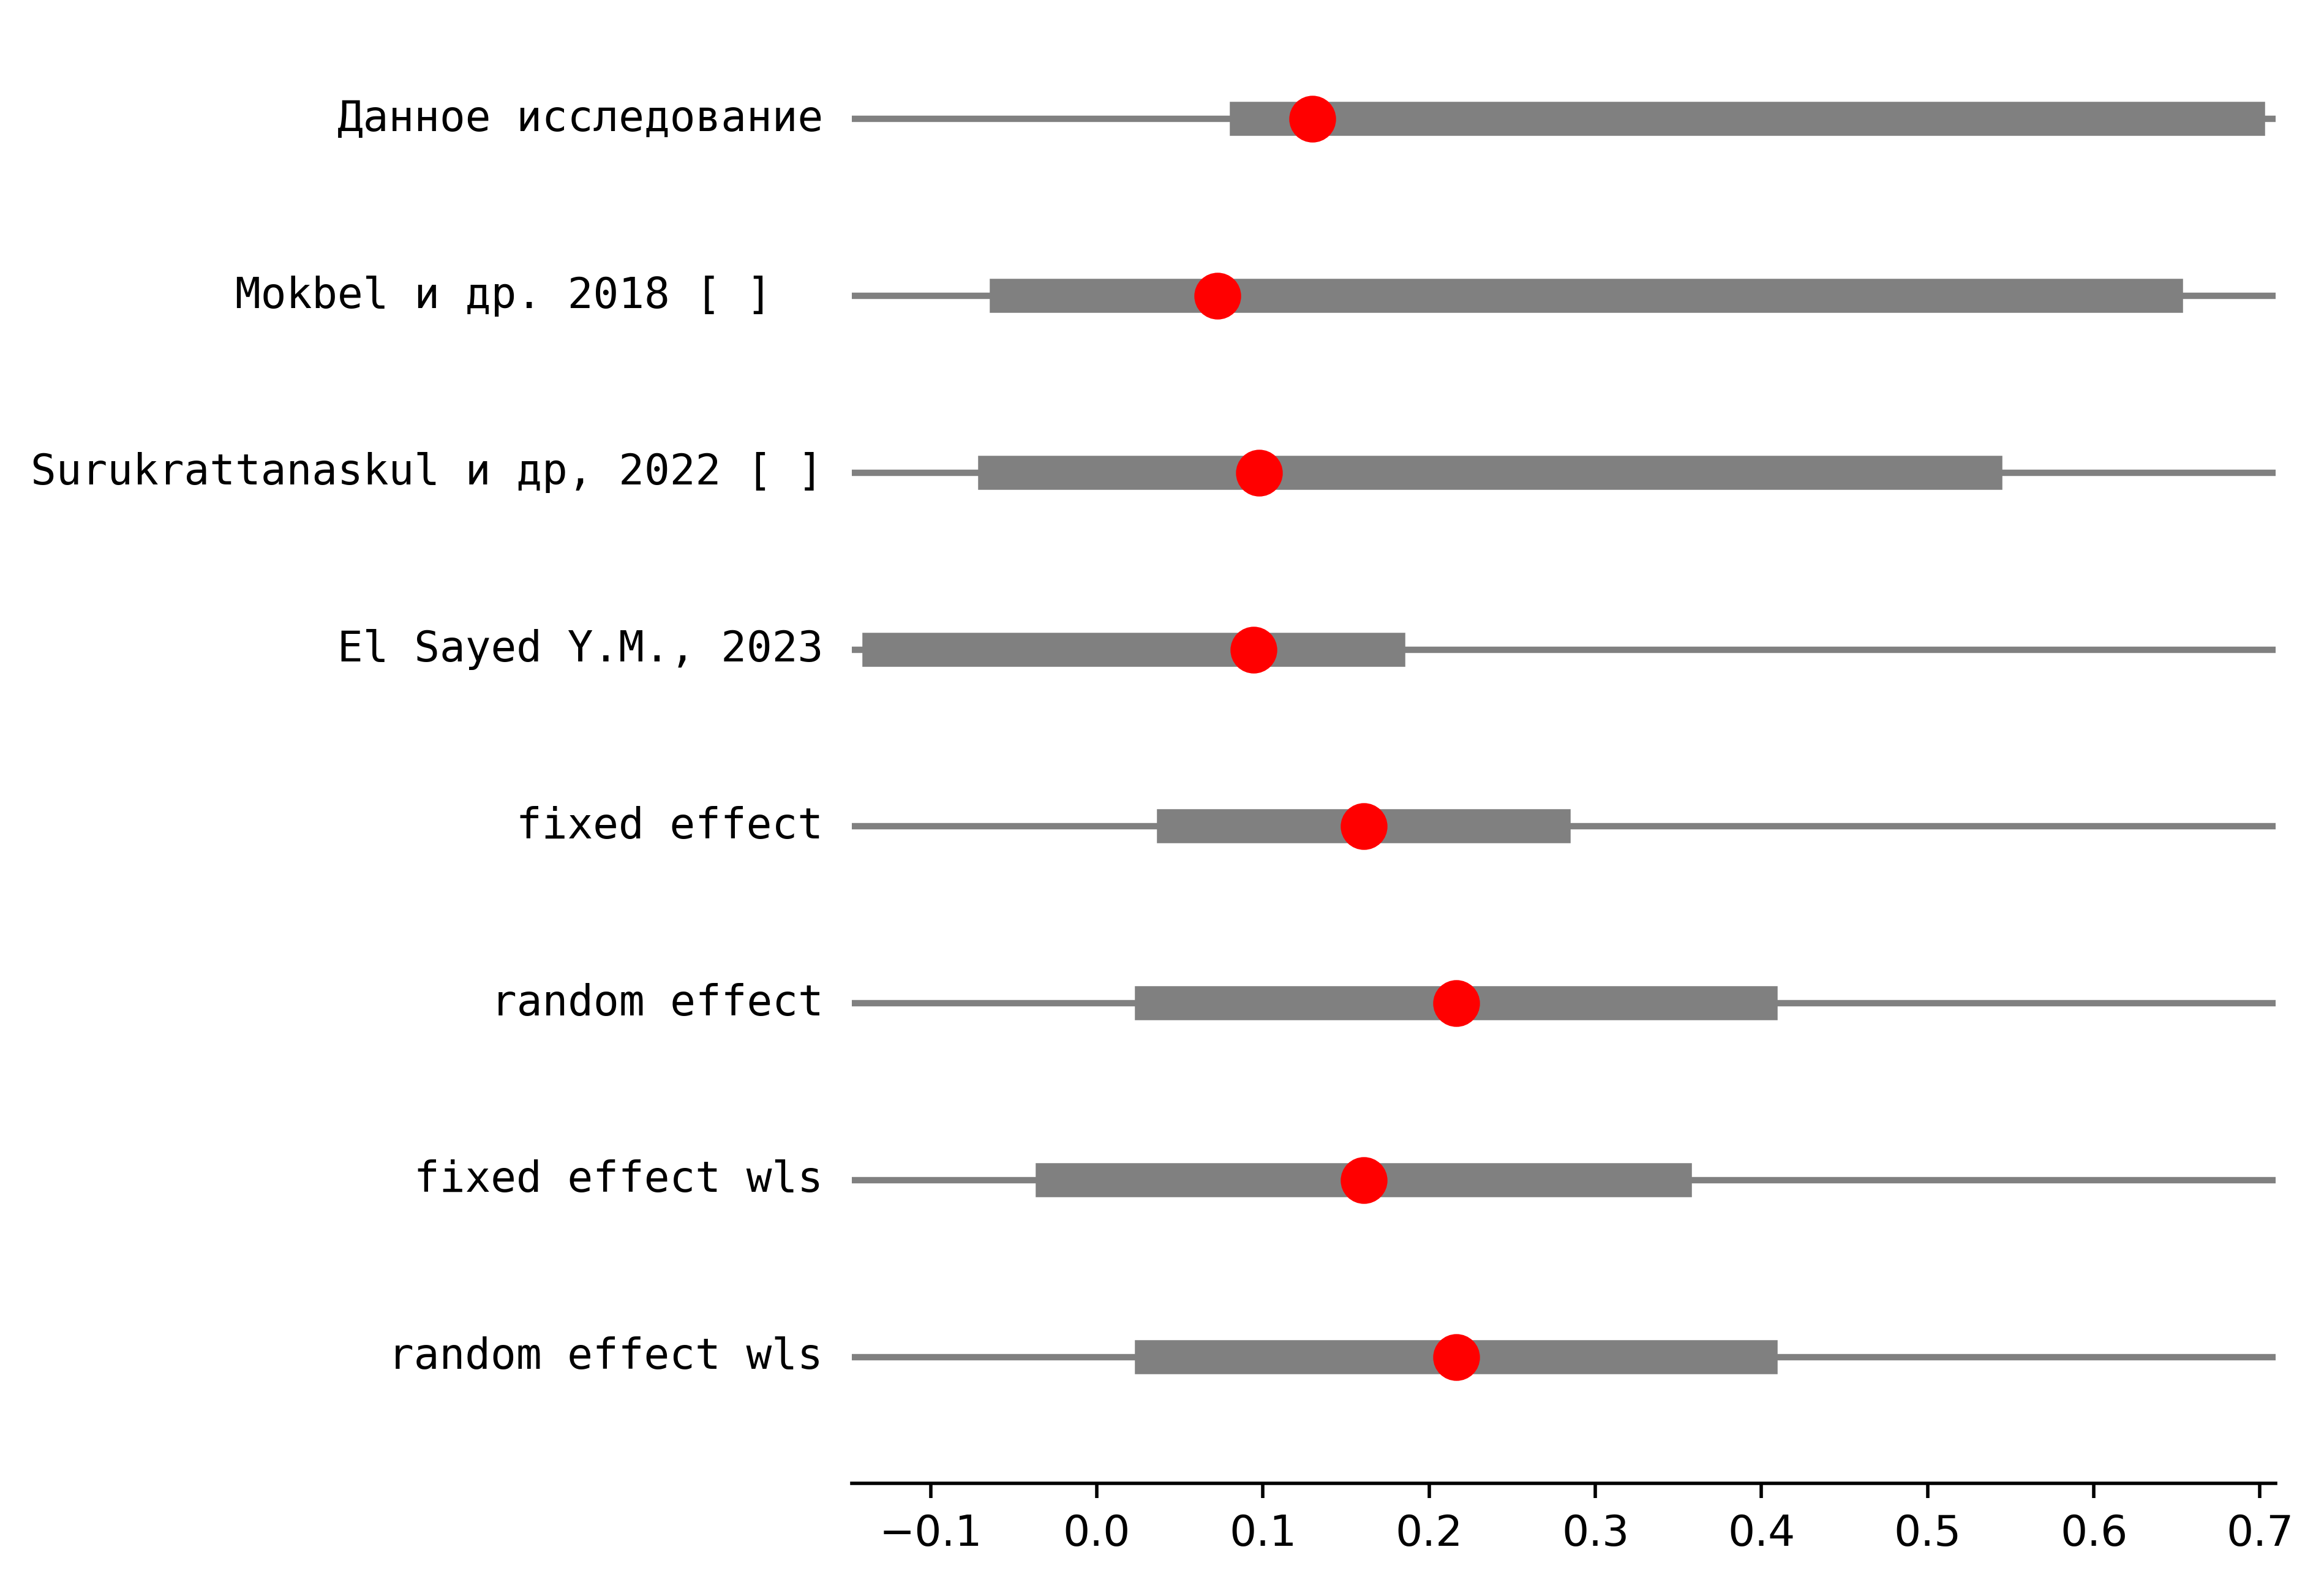 Данное исследование
Mokbel и др. 2018 [ ]
Surukrattanaskul и др, 2022 [ ]
El Sayed Y.M., 2023
fixed effect
random effect
fixed effect wls
random effect wls
−0.1 0.0 0.1 0.2 0.3 0.4 0.5 0.6 0.7